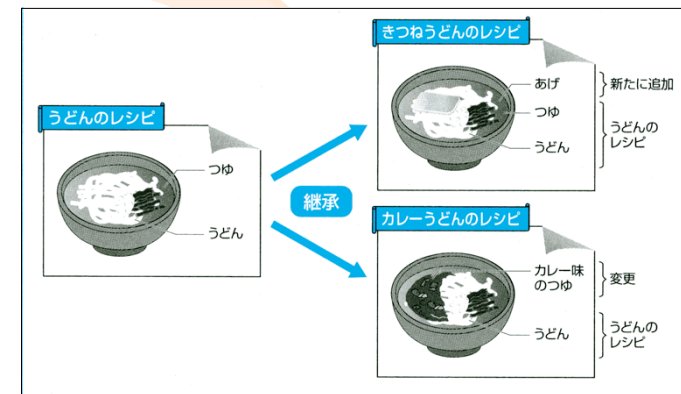 うどんのレシピ
つゆ
うどん
継承
きつねうどんのレシピ
あげ
新たに追加
つゆ
うどん
うどんの
レシピ
カレーうどんのレシピ
カレー味
のつゆ
変更
うどん
うどんの
レシピ